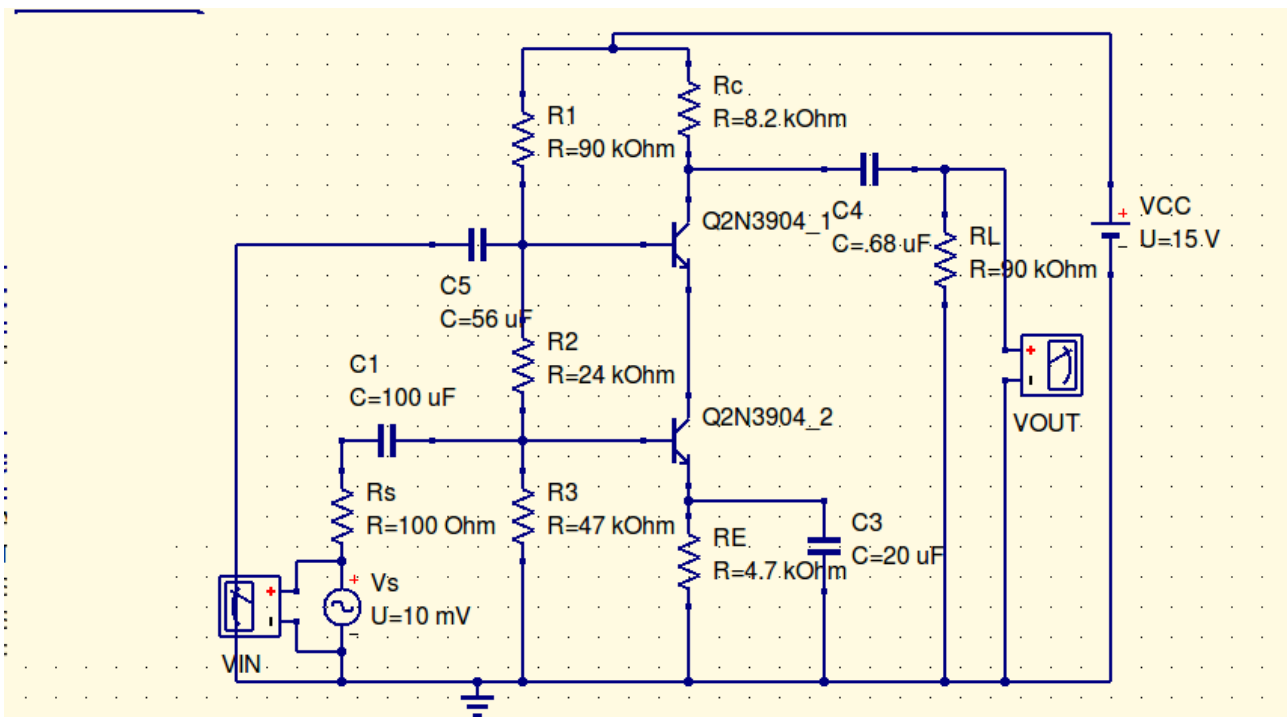 Rc
R=8.2 kOhm
R1
R=90 kOhm
Q2N3904_1
C4
C=.68 uF
VCC
U=15 V
RL
R=90 kOhm
C5
C=56 uF
R2
R=24 kOhm
C1
C=100 uF
Q2N3904_2
VOUT
Rs
R=100 Ohm
R3
R=47 kOhm
RE
R=4.7 kOhm
C3
C=20 uF
Vs
U=10 mV
VIN